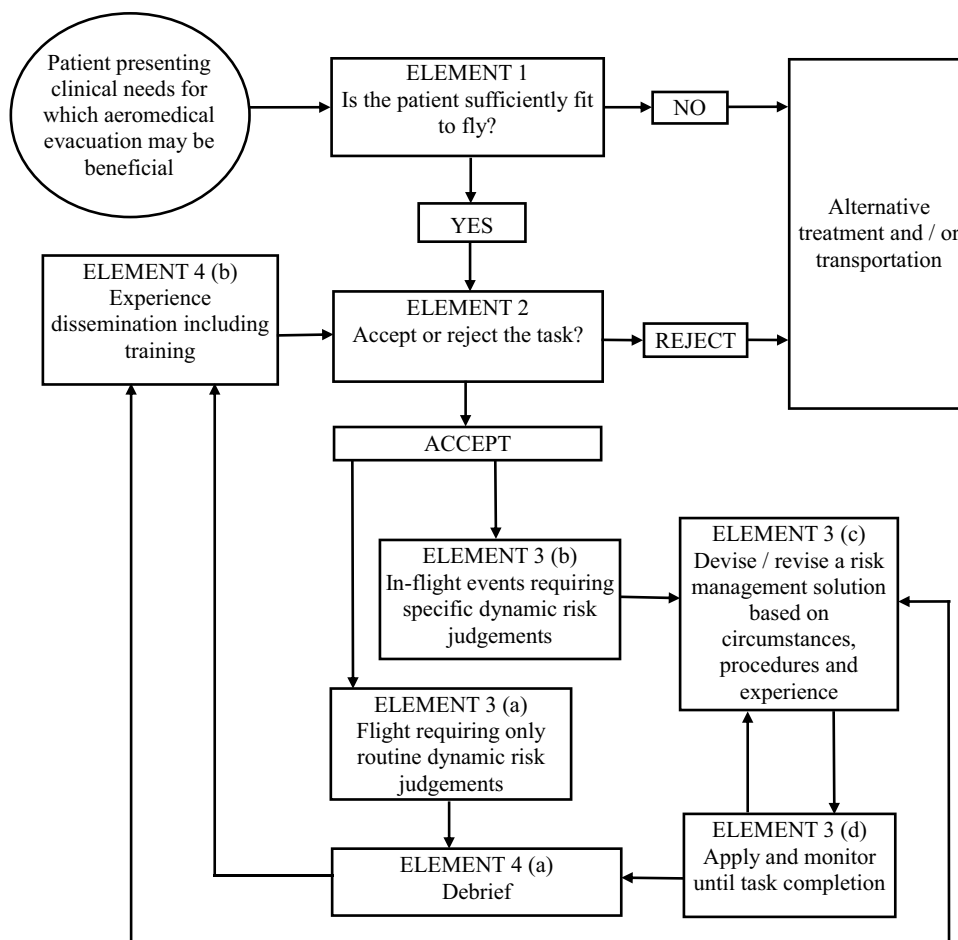 Patient presenting
clinical needs for
which aeromedical
evacuation may be
beneficial
ELEMENT 1
Is the patient sufficiently fit
to fly?
NO
YES
Alternative
treatment and / or
transportation
ELEMENT 4 (b)
Experience
dissemination including
training
ELEMENT 2
Accept or reject the task?
REJECT
ACCEPT
ELEMENT 3 (b)
In-flight events requiring
specific dynamic risk
judgements
ELEMENT 3 (c)
Devise / revise a risk
management solution
based on
circumstances,
procedures and
experience
ELEMENT 3 (a)
Flight requiring only
routine dynamic risk
judgements
ELEMENT 3 (d)
Apply and monitor
until task completion
ELEMENT 4 (a)
Debrief